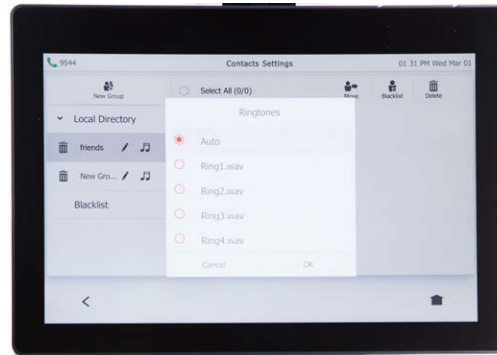 9544
Contacts Settings
01 31 PM Wed Mar 01
New Group
Select All (0/0)
Move
Blacklist
Delete
Local Directory
friends
New Gro...
Blacklist
Ringtones
Auto
Ring1.wav
Ring2.wav
Ring3.wav
Ring4.wav
Cancel
OK